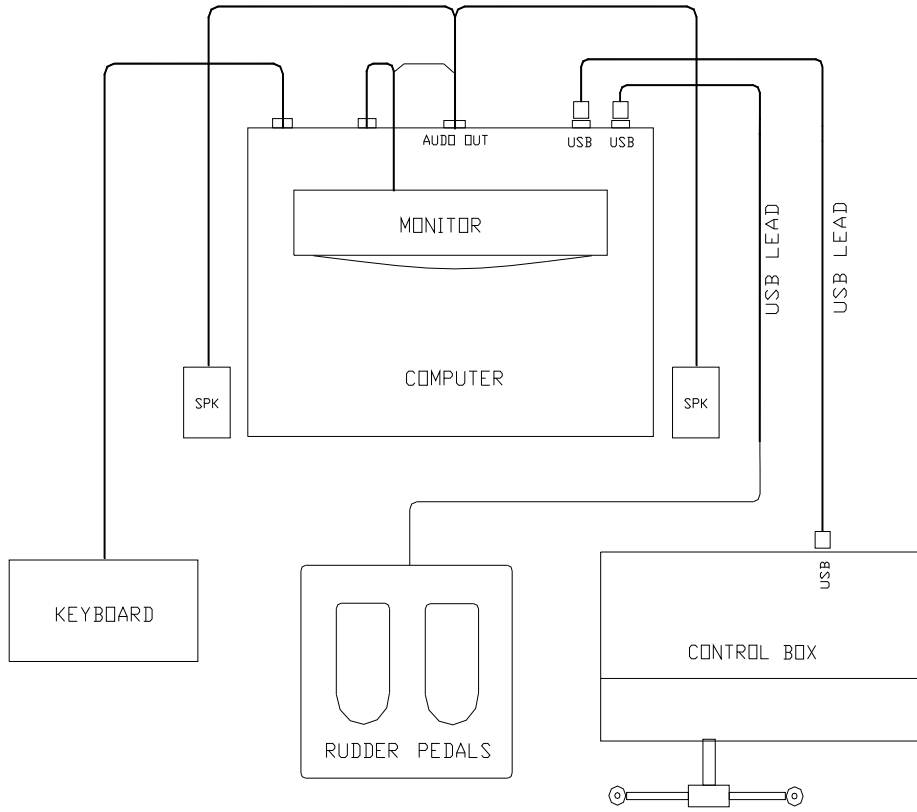 AUDO OUT
USB
USB
MONITOR
USB LEAD
USB LEAD
COMPUTER
SPK
SPK
USB
KEYBOARD
CONTROL BOX
RUDDER PEDALS